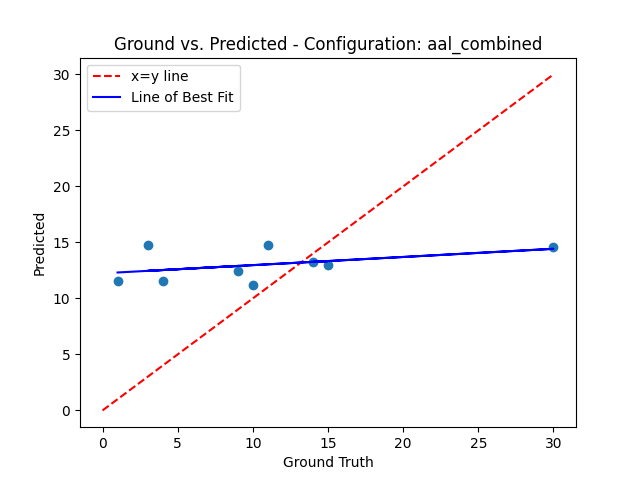 Ground vs. Predicted - Configuration: aal_combined
x=y line
Line of Best Fit
30
25
20
15
10
5
0
Predicted
0 5 10 15 20 25 30
Ground Truth